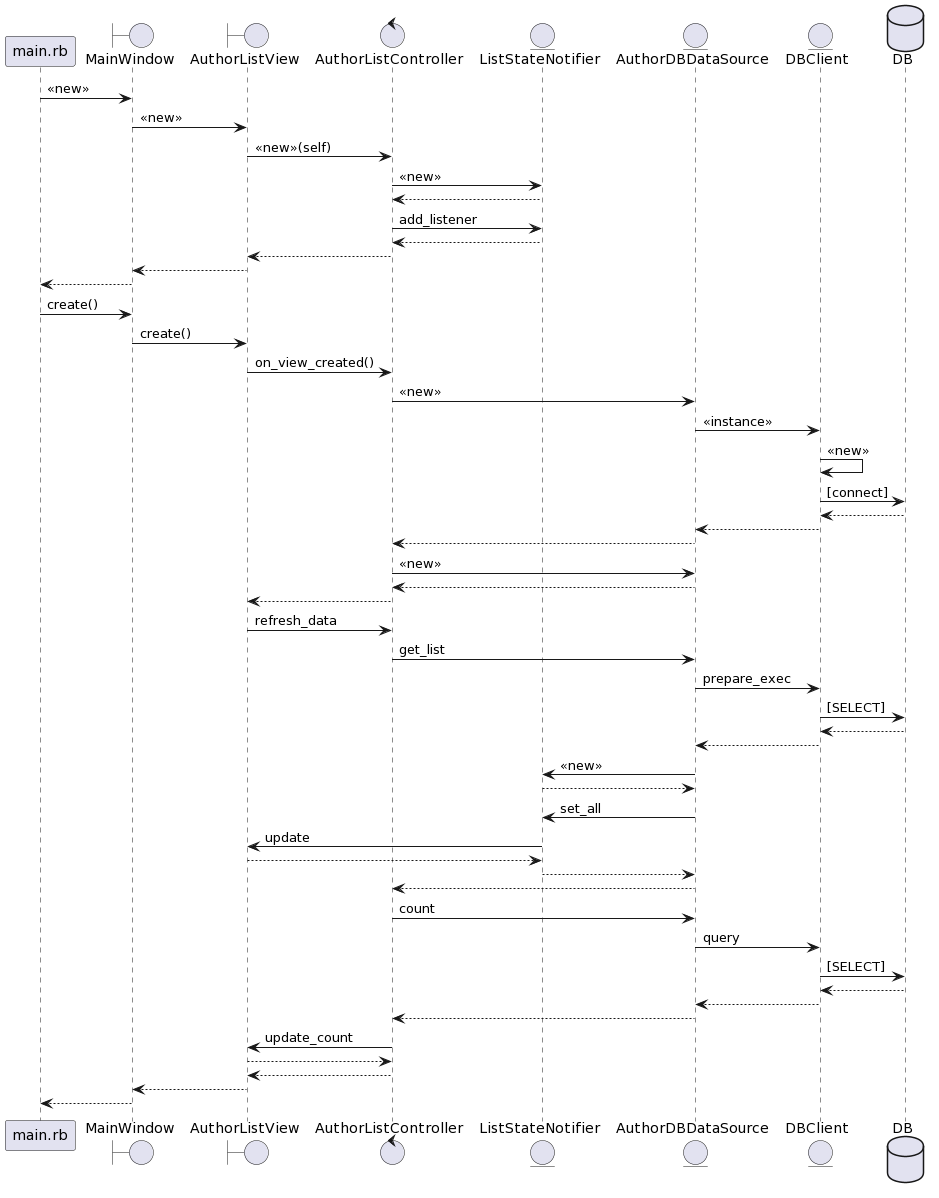 main.rb
MainWindow
AuthorListView
AuthorListController
ListStateNotifier
AuthorDBDataSource
DBClient
DB
«new»
«new»
«new»(self)
«new»
add_listener
create()
create()
on_view_created()
«new»
«instance»
«new»
[connect]
«new»
refresh_data
get_list
prepare_exec
[SELECT]
«new»
set_all
update
count
query
[SELECT]
update_count
main.rb
MainWindow
AuthorListView
AuthorListController
ListStateNotifier
AuthorDBDataSource
DBClient
DB